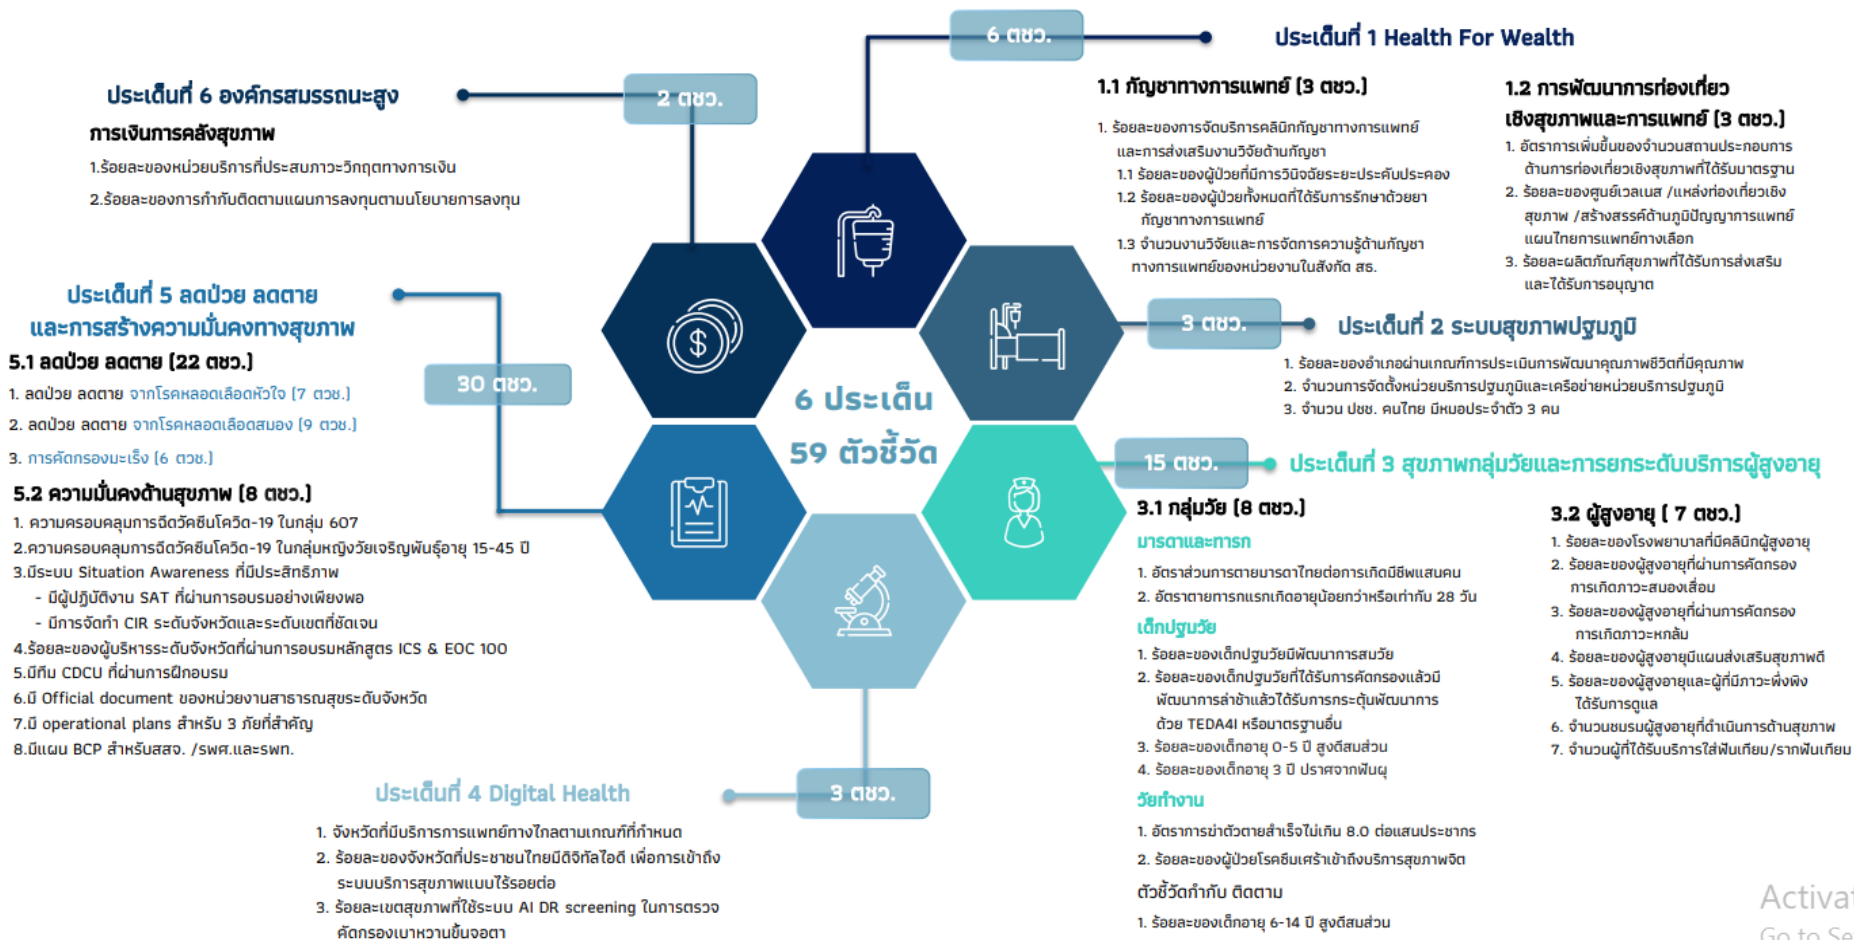 6 ตชว.
ประเด็นที่ 1 Health For Wealth
1.1 กัญชาทางการแพทย์ (3 ตชว.)
1. ร้อยละของการจัดบริการคลินิกกัญชาทางการแพทย์
และการส่งเสริมงานวิจัยด้านกัญชา
1.1 ร้อยละของผู้ป่วยที่มีการวินิจฉัยระยะประคับประคอง
1.2 ร้อยละของผู้ป่วยทั้งหมดที่ได้รับการรักษาด้วยยา
กัญชาทางการแพทย์
1.3 จำนวนงานวิจัยและการจัดการความรู้ด้านกัญชา
ทางการแพทย์ของหน่วยงานในสังกัด สธ.
1.2 การพัฒนาการท่องเที่ยว
เชิงสุขภาพและการแพทย์ (3 ตชว.)
1. อัตราการเพิ่มขึ้นของจำนวนสถานประกอบการ
ด้านการท่องเที่ยวเชิงสุขภาพที่ได้รับมาตรฐาน
2. ร้อยละของศูนย์เวลเนส /แหล่งท่องเที่ยวเชิง
สุขภาพ /สร้างสรรค์ด้านภูมิปัญญาการแพทย์
แผนไทยการแพทย์ทางเลือก
3. ร้อยละผลิตภัณฑ์สุขภาพที่ได้รับการส่งเสริม
และได้รับการอนุญาต
3 ตชว.
ประเด็นที่ 2 ระบบสุขภาพปฐมภูมิ
1. ร้อยละของอำเภอผ่านเกณฑ์การประเมินการพัฒนาคุณภาพชีวิตที่มีคุณภาพ
2. จำนวนการจัดตั้งหน่วยบริการปฐมภูมิและเครือข่ายหน่วยบริการปฐมภูมิ
3. จำนวน ปชช. คนไทย มีหมอประจำตัว 3 คน
15 ตชว.
ประเด็นที่ 3 สุขภาพกลุ่มวัยและการยกระดับบริการผู้สูงอายุ
3.1 กลุ่มวัย (8 ตชว.)
มารดาและทารก
1. อัตราส่วนการตายมารดาไทยต่อการเกิดมีชีพแสนคน
2. อัตราตายทารกแรกเกิดอายุน้อยกว่าหรือเท่ากับ 28 วัน
เด็กปฐมวัย
1. ร้อยละของเด็กปฐมวัยมีพัฒนาการสมวัย
2. ร้อยละของเด็กปฐมวัยที่ได้รับการคัดกรองแล้วมี
พัฒนาการล่าช้าแล้วได้รับการกระตุ้นพัฒนาการ
ด้วย TEDA4I หรือมาตรฐานอื่น
3. ร้อยละของเด็กอายุ 0-5 ปี สูงดีสมส่วน
4. ร้อยละของเด็กอายุ 3 ปี ปราศจากฟันผุ
วัยทำงาน
1. อัตราการฆ่าตัวตายสำเร็จไม่เกิน 8.0 ต่อแสนประชากร
2. ร้อยละของผู้ป่วยโรคซึมเศร้าเข้าถึงบริการสุขภาพจิต
ตัวชี้วัดกำกับ ติดตาม
1. ร้อยละของเด็กอายุ 6-14 ปี สูงดีสมส่วน
3.2 ผู้สูงอายุ ( 7 ตชว.)
1. ร้อยละของโรงพยาบาลที่มีคลินิกผู้สูงอายุ
2. ร้อยละของผู้สูงอายุที่ผ่านการคัดกรอง
การเกิดภาวะสมองเสื่อม
3. ร้อยละของผู้สูงอายุที่ผ่านการคัดกรอง
การเกิดภาวะหกล้ม
4. ร้อยละของผู้สูงอายุมีแผนส่งเสริมสุขภาพดี
5. ร้อยละของผู้สูงอายุและผู้ที่มีภาวะพึ่งพิง
ได้รับการดูแล
6. จำนวนชมรมผู้สูงอายุที่ดำเนินการด้านสุขภาพ
7. จำนวนผู้ที่ได้รับบริการใส่ฟันเทียม/รากฟันเทียม
6 ประเด็น
59 ตัวชี้วัด
3 ตชว.
ประเด็นที่ 4 Digital Health
1. จังหวัดที่มีบริการการแพทย์ทางไกลตามเกณฑ์ที่กำหนด
2. ร้อยละของจังหวัดที่ประชาชนไทยมีดิจิทัลไอดี เพื่อการเข้าถึง
ระบบบริการสุขภาพแบบไร้รอยต่อ
3. ร้อยละเขตสุขภาพที่ใช้ระบบ AI DR screening ในการตรวจ
คัดกรองเบาหวานขึ้นจอตา
30 ตชว.
ประเด็นที่ 5 ลดป่วย ลดตาย
และการสร้างความมั่นคงทางสุขภาพ
5.1 ลดป่วย ลดตาย (22 ตชว.)
1. ลดป่วย ลดตาย จากโรคหลอดเลือดหัวใจ (7 ตวช.)
2. ลดป่วย ลดตาย จากโรคหลอดเลือดสมอง (9 ตวช.)
3. การคัดกรองมะเร็ง (6 ตวช.)
5.2 ความมั่นคงด้านสุขภาพ (8 ตชว.)
1. ความครอบคลุมการฉีดวัคซีนโควิด-19 ในกลุ่ม 607
2.ความครอบคลุมการฉีดวัคซีนโควิด-19 ในกลุ่มหญิงวัยเจริญพันธุ์อายุ 15-45 ปี
3.มีระบบ Situation Awareness ที่มีประสิทธิภาพ
- มีผู้ปฏิบัติงาน SAT ที่ผ่านการอบรมอย่างเพียงพอ
- มีการจัดทำ CIR ระดับจังหวัดและระดับเขตที่ชัดเจน
4.ร้อยละของผู้บริหารระดับจังหวัดที่ผ่านการอบรมหลักสูตร ICS & EOC 100
5.มีทีม CDCU ที่ผ่านการฝึกอบรม
6.มี Official document ของหน่วยงานสาธารณสุขระดับจังหวัด
7.มี operational plans สำหรับ 3 ภัยที่สำคัญ
8.มีแผน BCP สำหรับสสจ. /รพศ.และรพท.
2 ตชว.
ประเด็นที่ 6 องค์กรสมรรถนะสูง
การเงินการคลังสุขภาพ
1.ร้อยละของหน่วยบริการที่ประสบภาวะวิกฤตทางการเงิน
2.ร้อยละของการกำกับติดตามแผนการลงทุนตามนโยบายการลงทุน
Activat
Go to Se